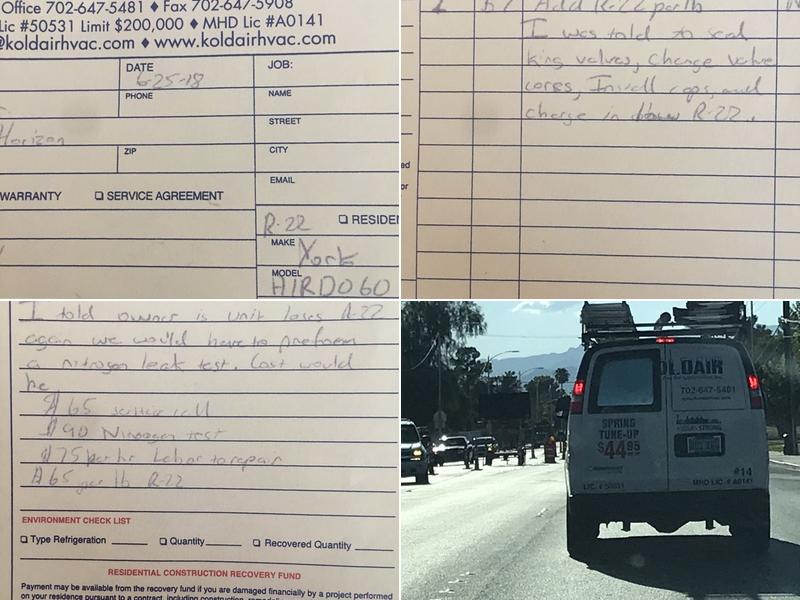 Office 702-647-5481 ♦ Fax 702-647-5908
Lic #50531 Limit $200,000 ♦ MHD Lic #A0141
@koldairhvac.com ♦ www.koldairhvac.com
DATE
6-25-18
JOB:
PHONE
NAME
Horizon
STREET
ZIP
CITY
EMAIL
WARRANTY ☐ SERVICE AGREEMENT
R-22 ☐ RESIDEN
MAKE York
MODEL
H1RD060
Add R-22 per lb
I was told to seal
king valves, Change valve
cores, Install caps, and
charge in R-22.
ed
or
I told owner is unit loses R-22
again we would have to preform
a nitrogen leak test. Cost would
be
$65 service call
$90 Nitrogen test
$75 per hr Labor to repair
$65 per lb R-22
ENVIRONMENT CHECK LIST
☐ Type Refrigeration ☐ Quantity ☐ Recovered Quantity
RESIDENTIAL CONSTRUCTION RECOVERY FUND
Payment may be available from the recovery fund if you are damaged financially by a project performed
on your residence pursuant to a contract, including construction, remodeling
OLDAIR
702-647-5481
SPRING
TUNE-UP
$44.95
STRONG
#14
LIC. # 50531
MHD LIC. # A0141